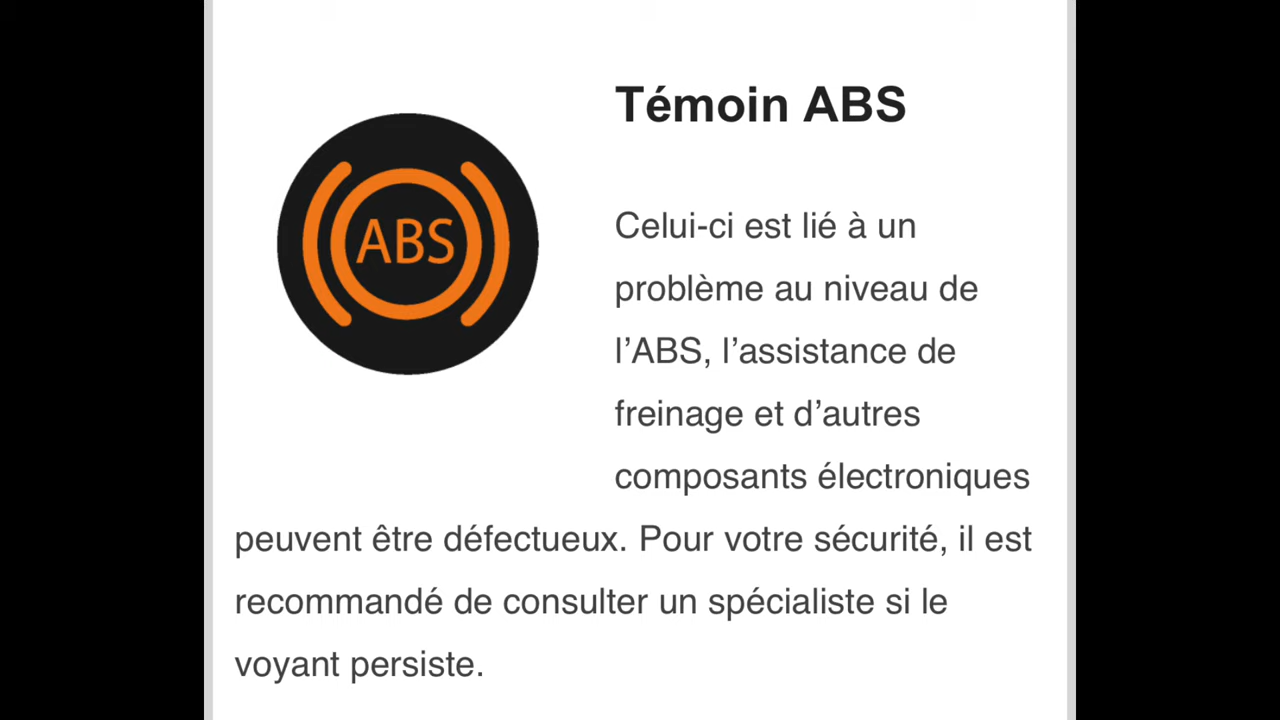 Témoin ABS
ABS
Celui-ci est lié à un
problème au niveau de
l’ABS, l’assistance de
freinage et d’autres
composants électroniques
peuvent être défectueux. Pour votre sécurité, il est
recommandé de consulter un spécialiste si le
voyant persiste.